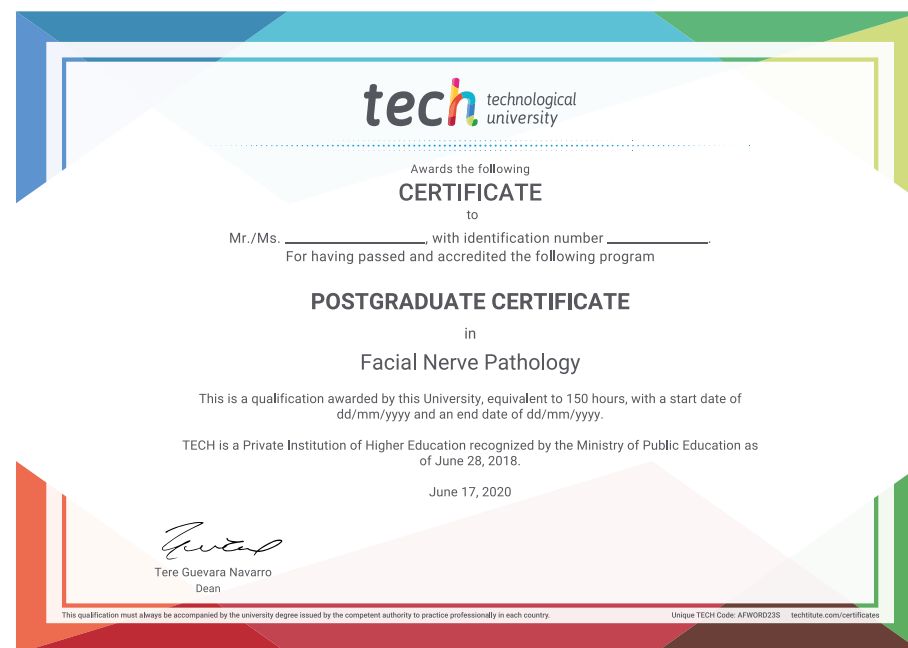 tech technological
university
Awards the following
CERTIFICATE
to
Mr./Ms. ____________________, with identification number ______________.
For having passed and accredited the following program
POSTGRADUATE CERTIFICATE
in
Facial Nerve Pathology
This is a qualification awarded by this University, equivalent to 150 hours, with a start date of
dd/mm/yyyy and an end date of dd/mm/yyyy.
TECH is a Private Institution of Higher Education recognized by the Ministry of Public Education as
of June 28, 2018.
June 17, 2020
Tere Guevara Navarro
Dean
This qualification must always be accompanied by the university degree issued by the competent authority to practice professionally in each country. Unique TECH Code: AFWORD23S techtitute.com/certificates